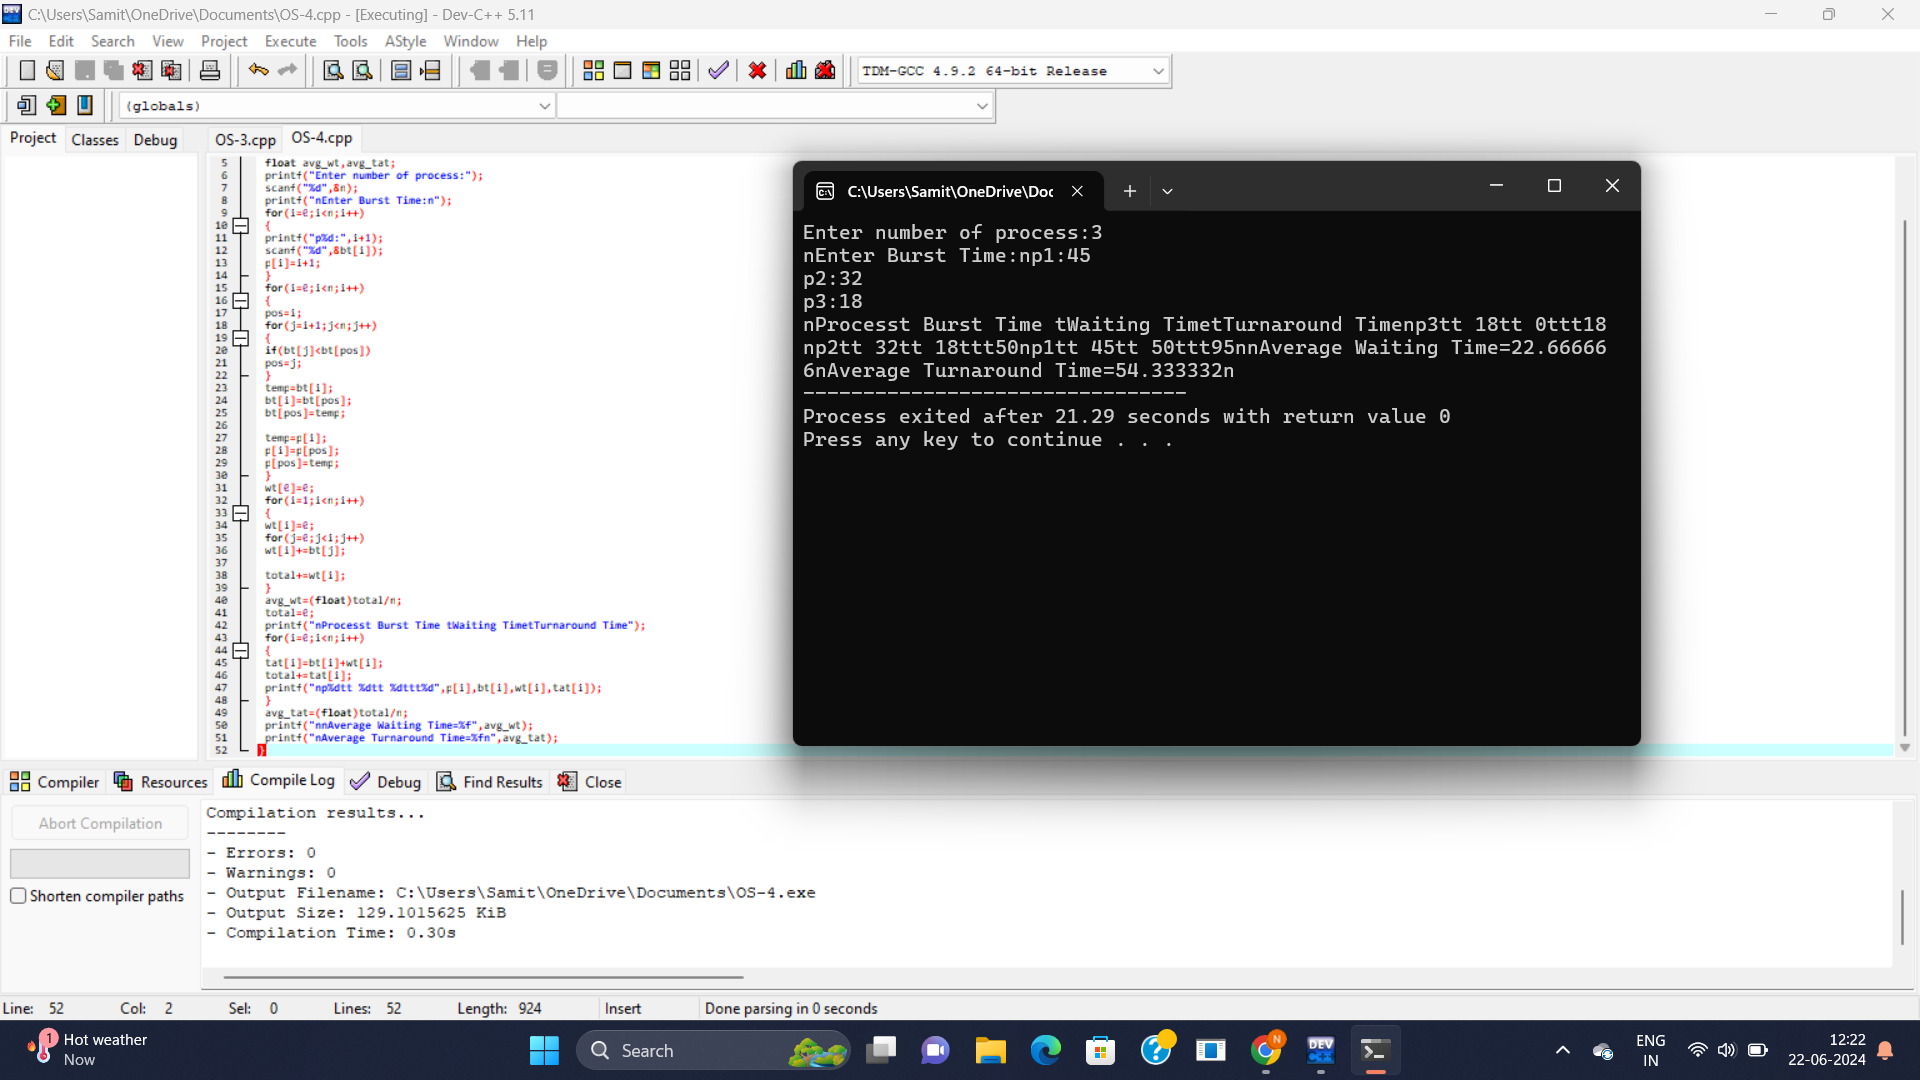 C:\Users\Samit\OneDrive\Documents\OS-4.cpp - [Executing] - Dev-C++ 5.11
File Edit Search View Project Execute Tools AStyle Window Help
TDM-GCC 4.9.2 64-bit Release
(globals)
Project Classes Debug
OS-3.cpp OS-4.cpp
5 float avg_wt,avg_tat;
6 printf("Enter number of process:");
7 scanf("%d",&n);
8 printf("nEnter Burst Time:n");
9 for(i=0;i<n;i++)
10 {
11 printf("p%d:",i+1);
12 scanf("%d",&bt[i]);
13 p[i]=i+1;
14 }
15 for(i=0;i<n;i++)
16 {
17 pos=i;
18 for(j=i+1;j<n;j++)
19 {
20 if(bt[j]<bt[pos])
21 pos=j;
22 }
23 temp=bt[i];
24 bt[i]=bt[pos];
25 bt[pos]=temp;
26
27 temp=p[i];
28 p[i]=p[pos];
29 p[pos]=temp;
30 }
31 wt[0]=0;
32 for(i=1;i<n;i++)
33 {
34 wt[i]=0;
35 for(j=0;j<i;j++)
36 wt[i]+=bt[j];
37
38 total+=wt[i];
39 }
40 avg_wt=(float)total/n;
41 total=0;
42 printf("nProcesst Burst Time tWaiting TimetTurnaround Time");
43 for(i=0;i<n;i++)
44 {
45 tat[i]=bt[i]+wt[i];
46 total+=tat[i];
47 printf("np%dtt %dtt %dttt%d",p[i],bt[i],wt[i],tat[i]);
48 }
49 avg_tat=(float)total/n;
50 printf("nnAverage Waiting Time=%f",avg_wt);
51 printf("nAverage Turnaround Time=%fn",avg_tat);
52 }
C:\Users\Samit\OneDrive\Doc
Enter number of process:3
nEnter Burst Time:np1:45
p2:32
p3:18
nProcesst Burst Time tWaiting TimetTurnaround Timenp3tt 18tt 0ttt18
np2tt 32tt 18ttt50np1tt 45tt 50ttt95nnAverage Waiting Time=22.66666
6nAverage Turnaround Time=54.333332n
--------------------------------
Process exited after 21.29 seconds with return value 0
Press any key to continue . . .
Compiler Resources Compile Log Debug Find Results Close
Abort Compilation
Shorten compiler paths
Compilation results...
--------
- Errors: 0
- Warnings: 0
- Output Filename: C:\Users\Samit\OneDrive\Documents\OS-4.exe
- Output Size: 129.1015625 KiB
- Compilation Time: 0.30s
Line: 52 Col: 2 Sel: 0 Lines: 52 Length: 924 Insert Done parsing in 0 seconds
1
Hot weather
Now
Search
N
DEV
ENG
IN
12:22
22-06-2024